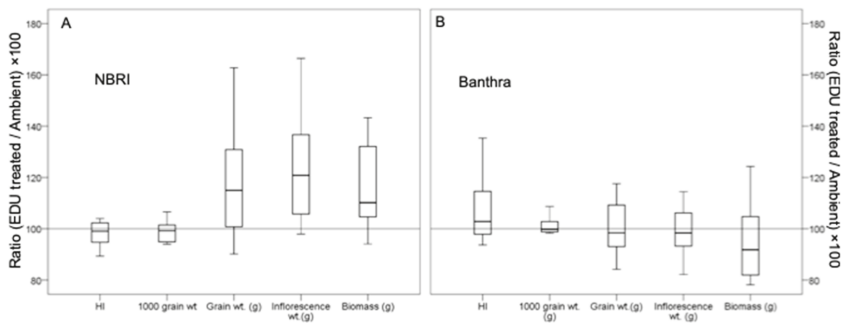 A
NBRI
Ratio (EDU treated / Ambient) ×100
180
160
140
120
100
80
HI
1000 grain wt
Grain wt. (g)
Inflorescence
wt.(g)
Biomass (g)
B
Banthra
HI
1000 grain wt.
(g)
Grain wt.(g)
Inflorescence
wt.(g)
Biomass (g)
180
160
140
120
100
80
Ratio (EDU treated / Ambient) ×100